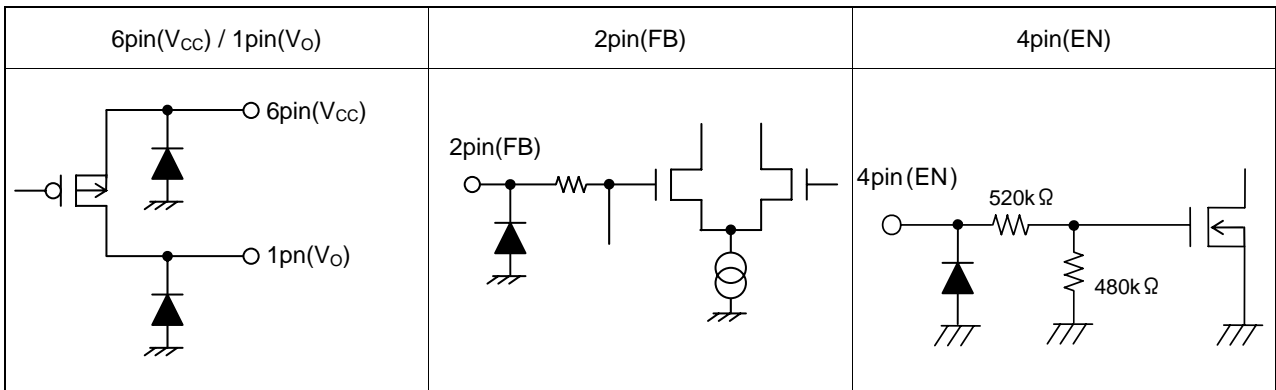 6pin(VCC) / 1pin(VO)
2pin(FB)
4pin(EN)
6pin(VCC)
1pn(VO)
2pin(FB)
4pin(EN)
520kΩ
480kΩ